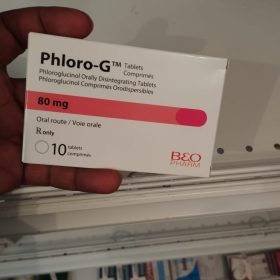 Phloro-G™ Tablets
Comprimés
Phloroglucinol Orally Disintegrating Tablets
Phloroglucinol Comprimés Orodispersibles
80 mg
Oral route / Voie orale
℞ only
10 tablets
comprimés
BEO
PHARM